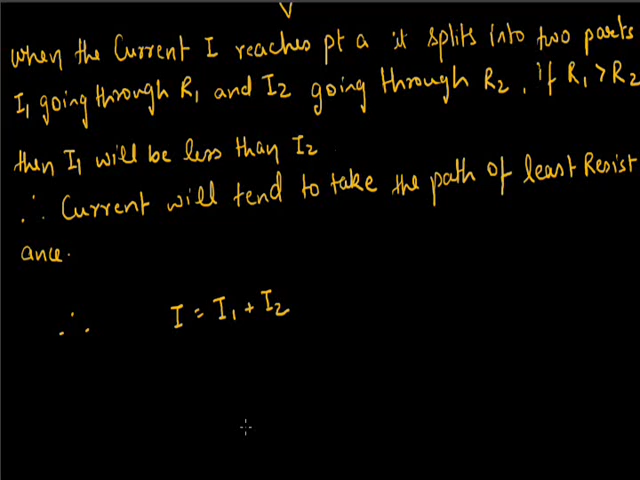 V
when the Current I reaches pt a it splits into two parts
I₁ going through R₁ and I₂ going through R₂, if R₁ > R₂
then I₁ will be less than I₂
∴ Current will tend to take the path of least Resist
ance.
∴ I = I₁ + I₂